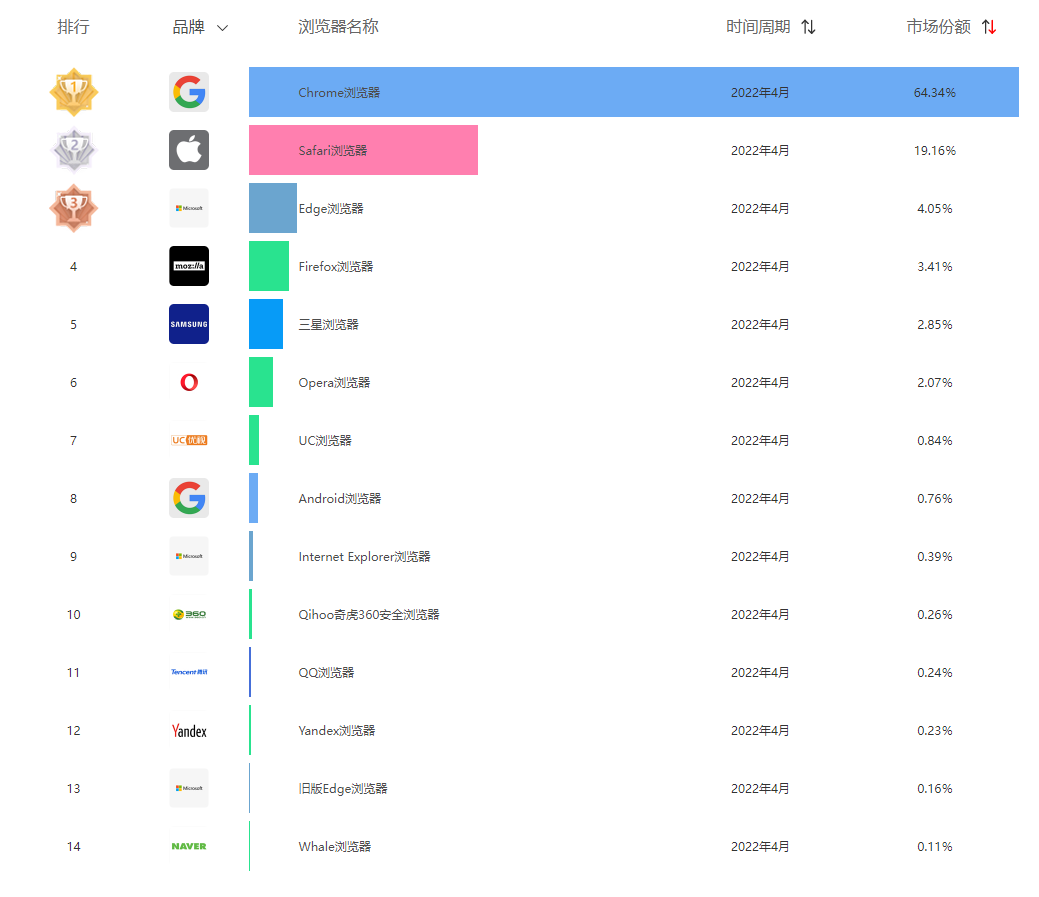 排行 品牌 浏览器名称 时间周期 市场份额
1 Chrome浏览器 2022年4月 64.34%
2 Safari浏览器 2022年4月 19.16%
3 Microsoft Edge浏览器 2022年4月 4.05%
4 moz://a Firefox浏览器 2022年4月 3.41%
5 SAMSUNG 三星浏览器 2022年4月 2.85%
6 Opera浏览器 2022年4月 2.07%
7 UC优视 UC浏览器 2022年4月 0.84%
8 Android浏览器 2022年4月 0.76%
9 Microsoft Internet Explorer浏览器 2022年4月 0.39%
10 360 Qihoo奇虎360安全浏览器 2022年4月 0.26%
11 Tencent 腾讯 QQ浏览器 2022年4月 0.24%
12 Yandex Yandex浏览器 2022年4月 0.23%
13 Microsoft 旧版Edge浏览器 2022年4月 0.16%
14 NAVER Whale浏览器 2022年4月 0.11%